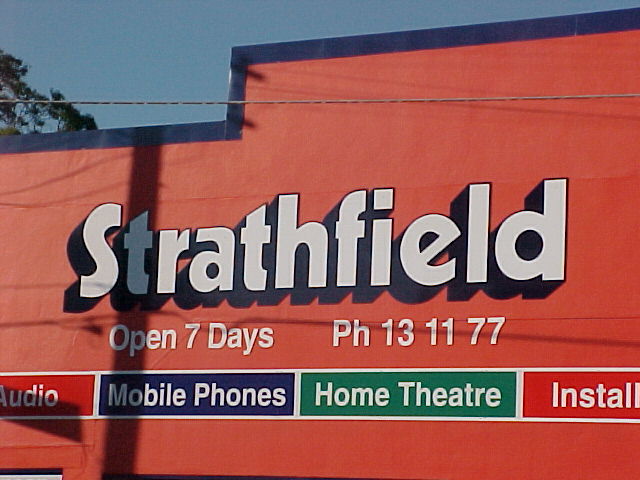 Strathfield
Open 7 Days Ph 13 11 77
Audio Mobile Phones Home Theatre